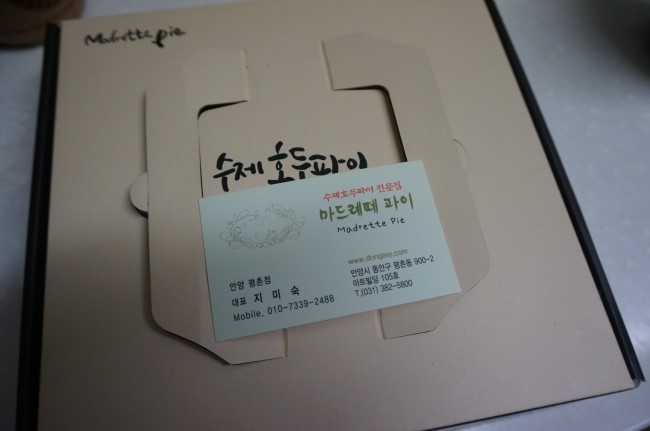 Madrette pie
수제 호두파이
수제호두파이 전문점
마드레떼 파이
Madrette Pie
안양 평촌점
대표 지 미 숙
Mobile. 010-7339-2488
www.donglee.com
안양시 동안구 평촌동 900-2
아트빌딩 105호
T.(031) 382-5800